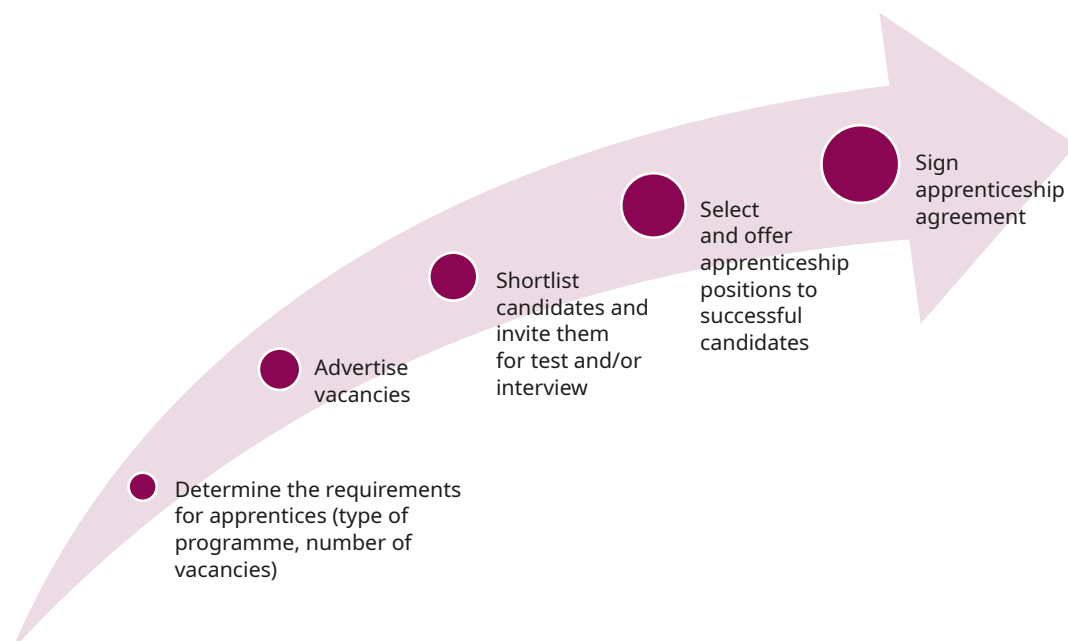 Determine the requirements
for apprentices (type of
programme, number of
vacancies)
Advertise
vacancies
Shortlist
candidates and
invite them
for test and/or
interview
Select
and offer
apprenticeship
positions to
successful
candidates
Sign
apprenticeship
agreement